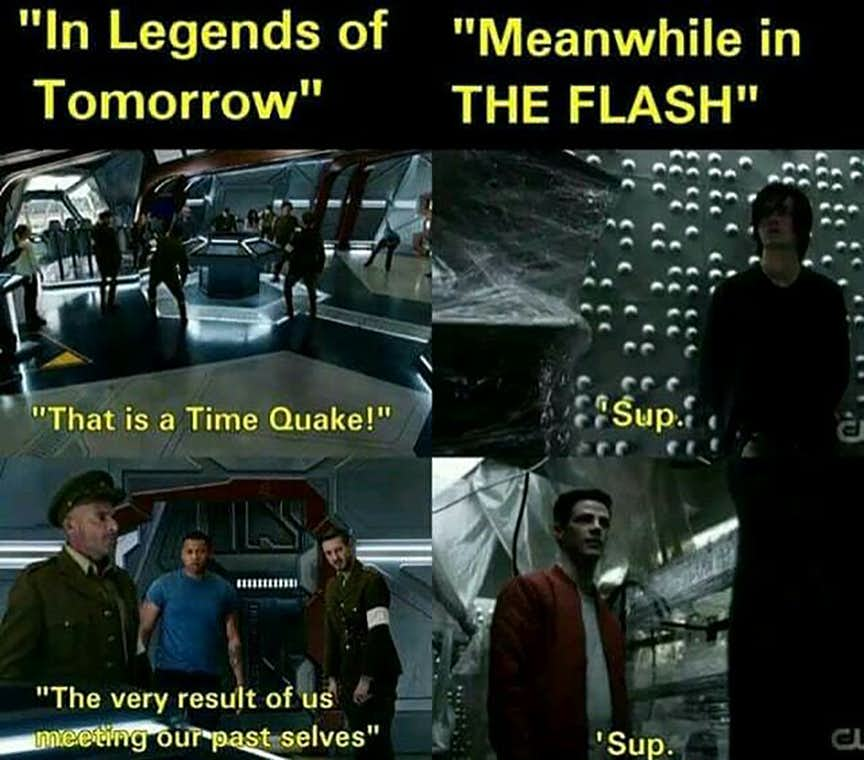 "In Legends of
Tomorrow"
"Meanwhile in
THE FLASH"
"That is a Time Quake!"
'Sup.
"The very result of us
meeting our past selves"
'Sup.